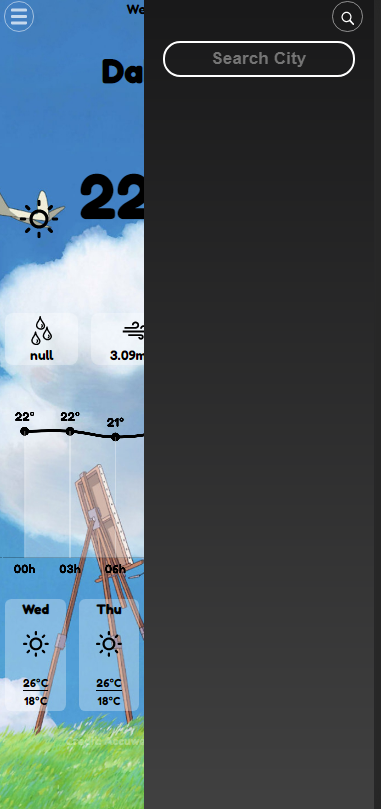 We
Search City
Da
22
null
3.09m
22° 22° 21°
00h 03h 06h
Wed Thu
26°C 26°C
18°C 18°C